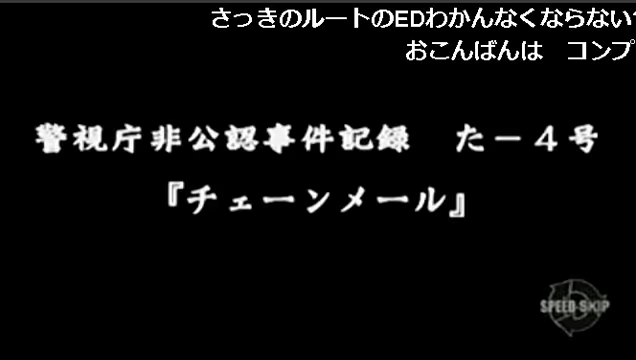 さっきのルートのEDわかんなくならない
おこんばんは　コンプ
警視庁非公認事件記録　た－４号
『チェーンメール』
SPEED SKIP